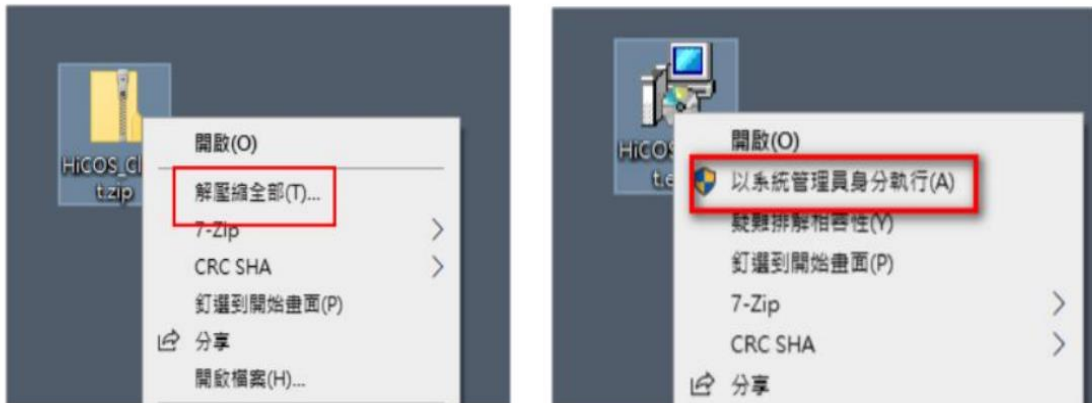 HiCOS_Cl
t.zip
開啟(O)
解壓縮全部(T)...
7-Zip
CRC SHA
釘選到開始畫面(P)
分享
開啟檔案(H)...
HiCOS
t.e
開啟(O)
以系統管理員身分執行(A)
疑難排解相容性(Y)
釘選到開始畫面(P)
7-Zip
CRC SHA
分享